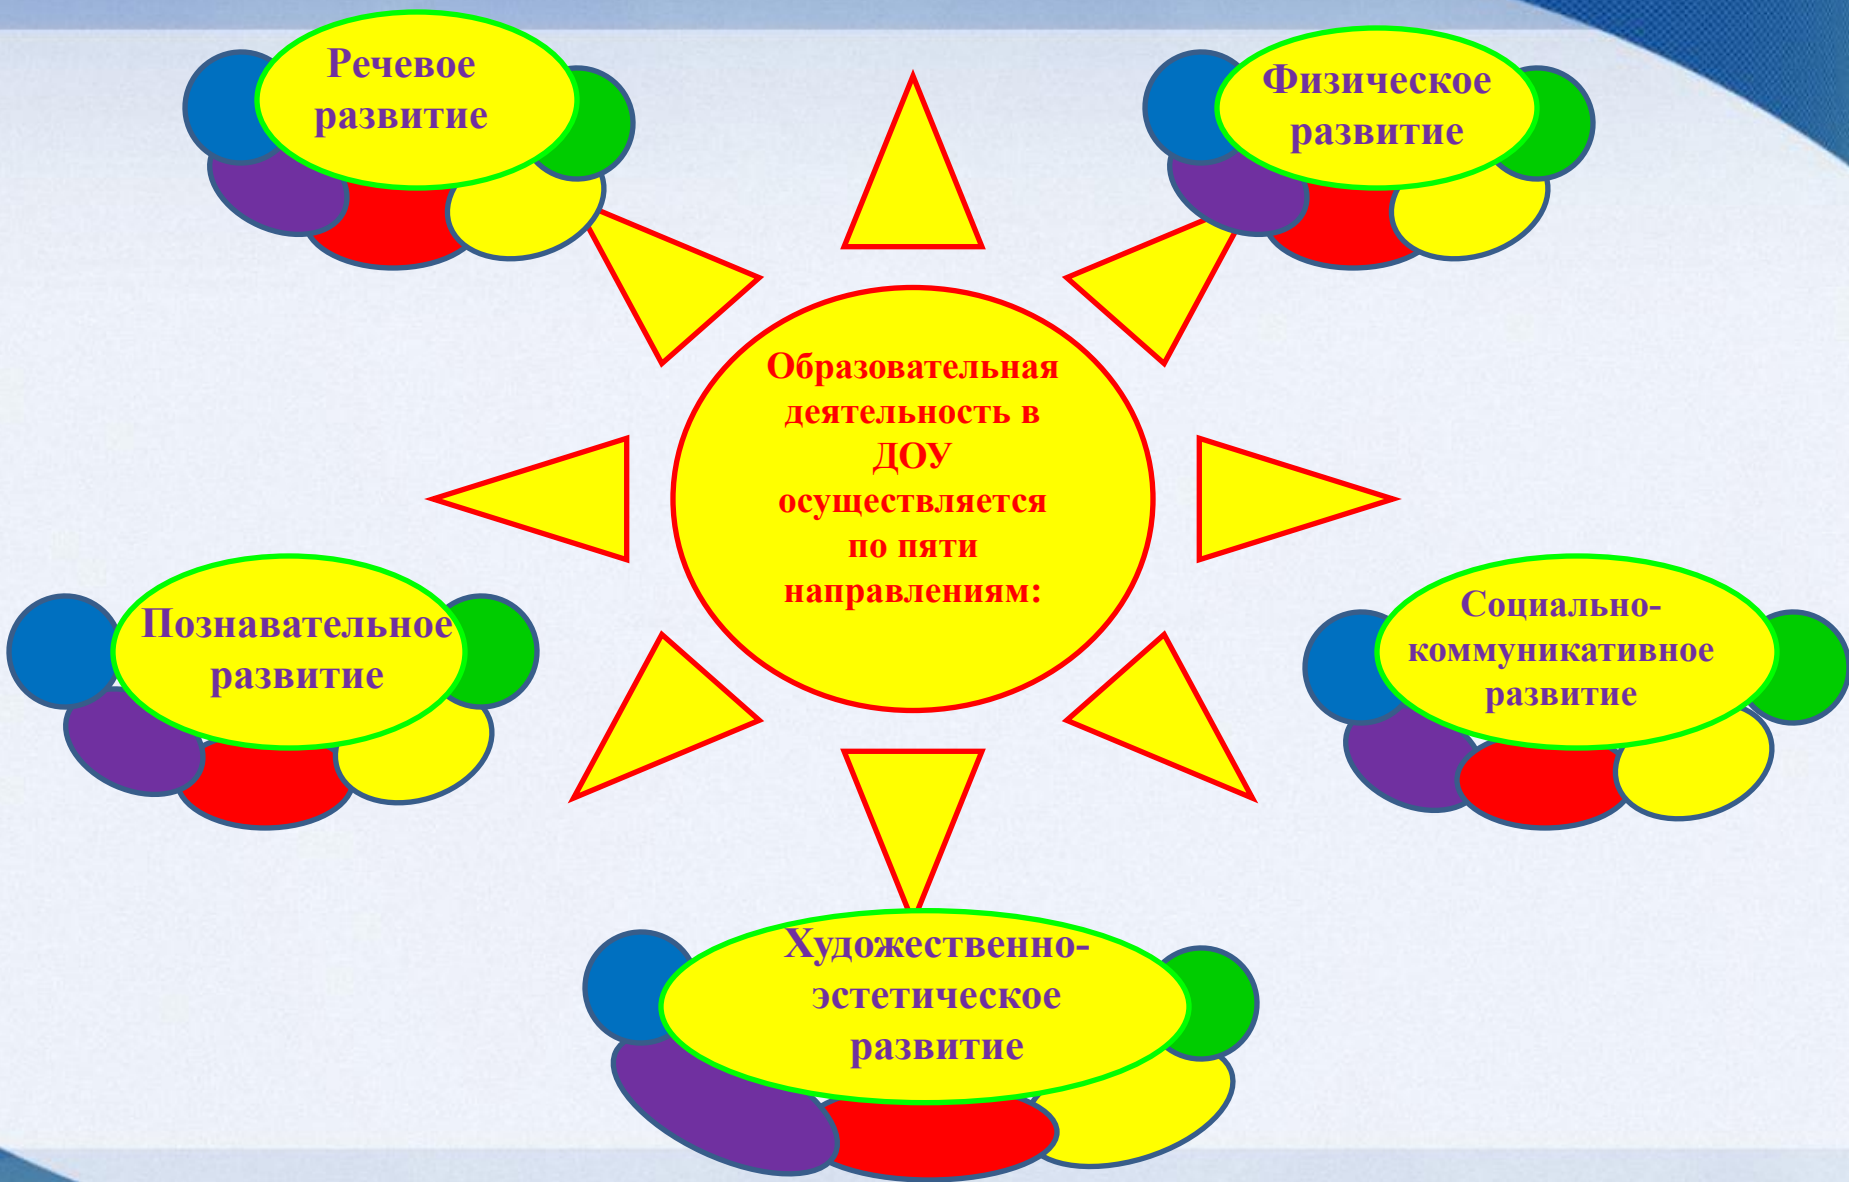 Речевое
развитие
Физическое
развитие
Образовательная
деятельность в
ДОУ
осуществляется
по пяти
направлениям:
Познавательное
развитие
Социально-
коммуникативное
развитие
Художественно-
эстетическое
развитие